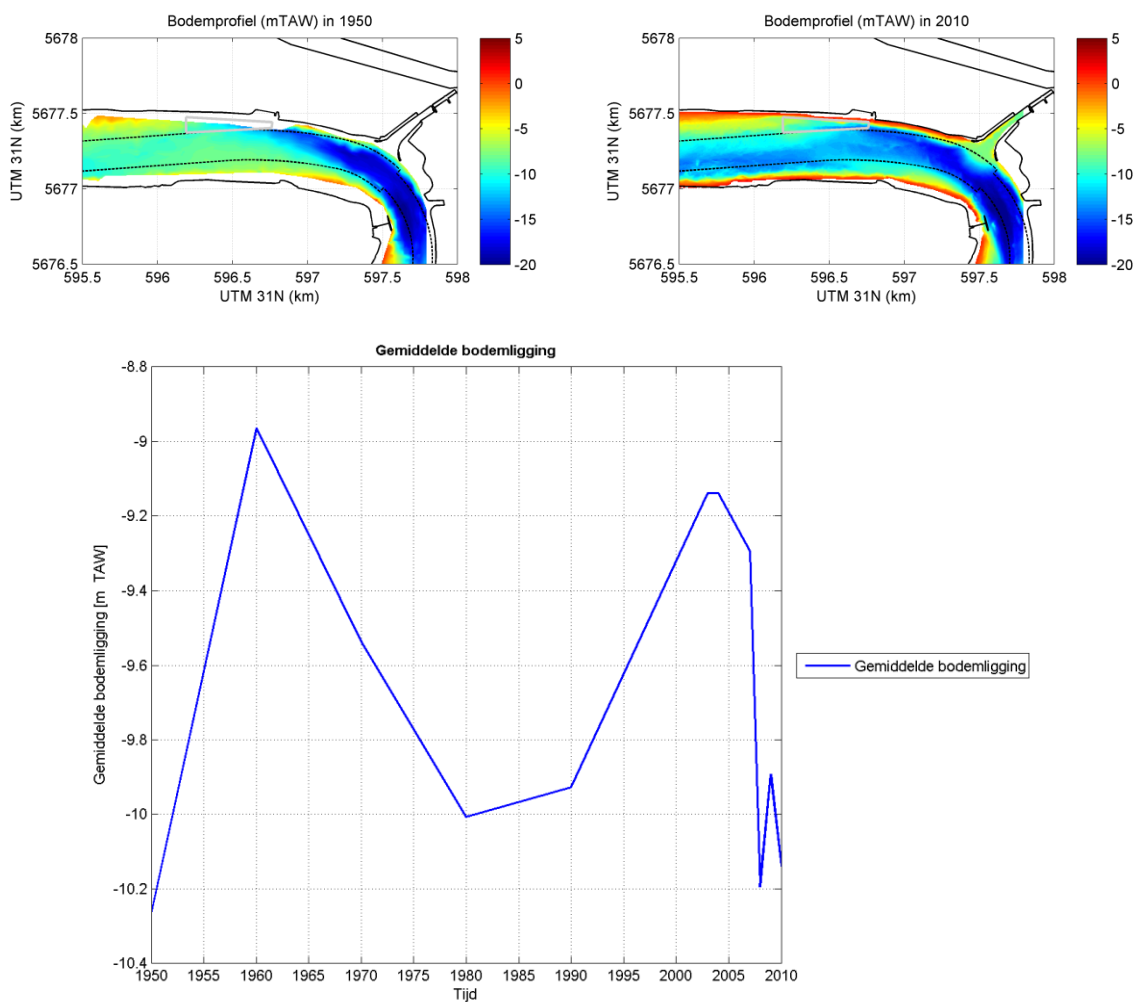 Bodemprofiel (mTAW) in 1950
5678
5677.5
5677
5676.5
UTM 31N (km)
595.5 596 596.5 597 597.5 598
UTM 31N (km)
5
0
-5
-10
-15
-20
Bodemprofiel (mTAW) in 2010
5678
5677.5
5677
5676.5
UTM 31N (km)
595.5 596 596.5 597 597.5 598
UTM 31N (km)
5
0
-5
-10
-15
-20
Gemiddelde bodemligging
-8.8
-9
-9.2
-9.4
-9.6
-9.8
-10
-10.2
-10.4
Gemiddelde bodemligging [m TAW]
1950 1955 1960 1965 1970 1975 1980 1985 1990 1995 2000 2005 2010
Tijd
Gemiddelde bodemligging